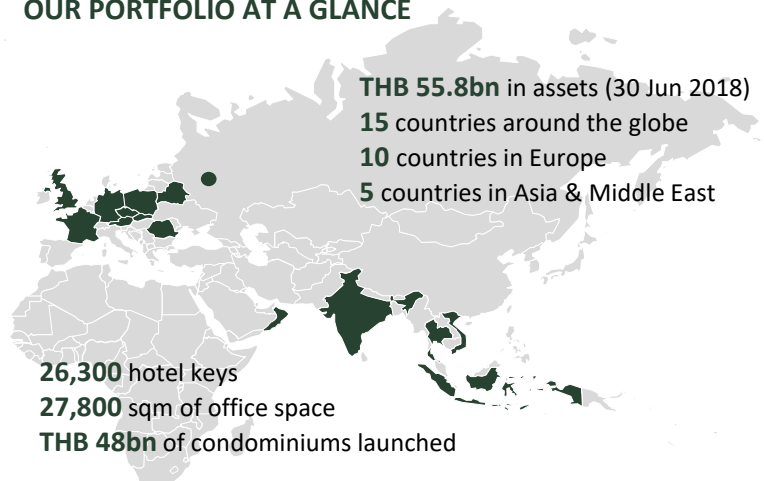 OUR PORTFOLIO AT A GLANCE
THB 55.8bn in assets (30 Jun 2018)
15 countries around the globe
10 countries in Europe
5 countries in Asia & Middle East
26,300 hotel keys
27,800 sqm of office space
THB 48bn of condominiums launched